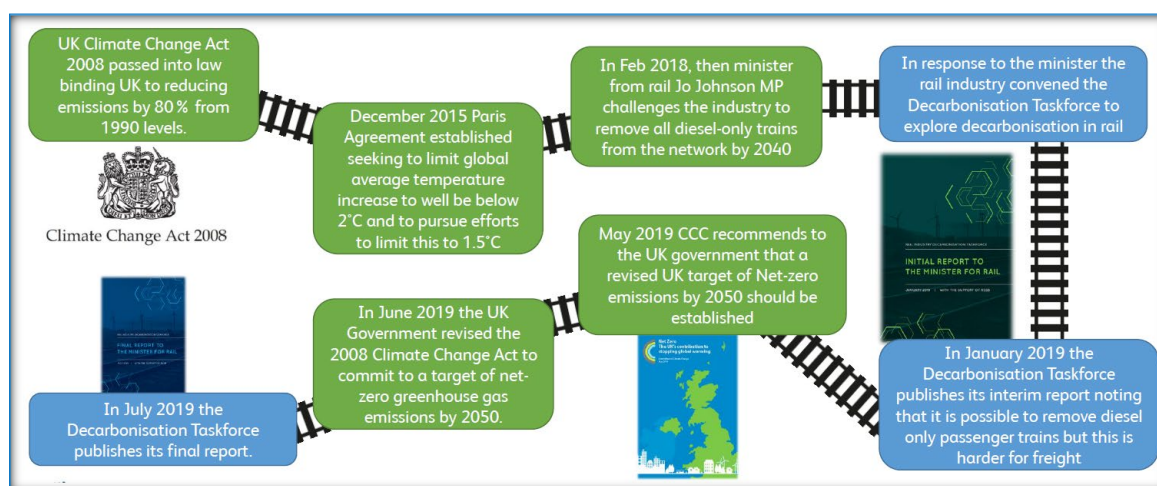 UK Climate Change Act
2008 passed into law
binding UK to reducing
emissions by 80% from
1990 levels.
Climate Change Act 2008
December 2015 Paris
Agreement established
seeking to limit global
average temperature
increase to well be below
2°C and to pursue efforts
to limit this to 1.5°C
In Feb 2018, then minister
from rail Jo Johnson MP
challenges the industry to
remove all diesel-only trains
from the network by 2040
In response to the minister the
rail industry convened the
Decarbonisation Taskforce to
explore decarbonisation in rail
INITIAL REPORT TO
THE MINISTER FOR RAIL
In January 2019 the
Decarbonisation Taskforce
publishes its interim report noting
that it is possible to remove diesel
only passenger trains but this is
harder for freight
May 2019 CCC recommends to
the UK government that a
revised UK target of Net-zero
emissions by 2050 should be
established
Net Zero
The UK's contribution to
stopping global warming
In June 2019 the UK
Government revised the
2008 Climate Change Act to
commit to a target of net-
zero greenhouse gas
emissions by 2050.
FINAL REPORT TO
THE MINISTER FOR RAIL
In July 2019 the
Decarbonisation Taskforce
publishes its final report.